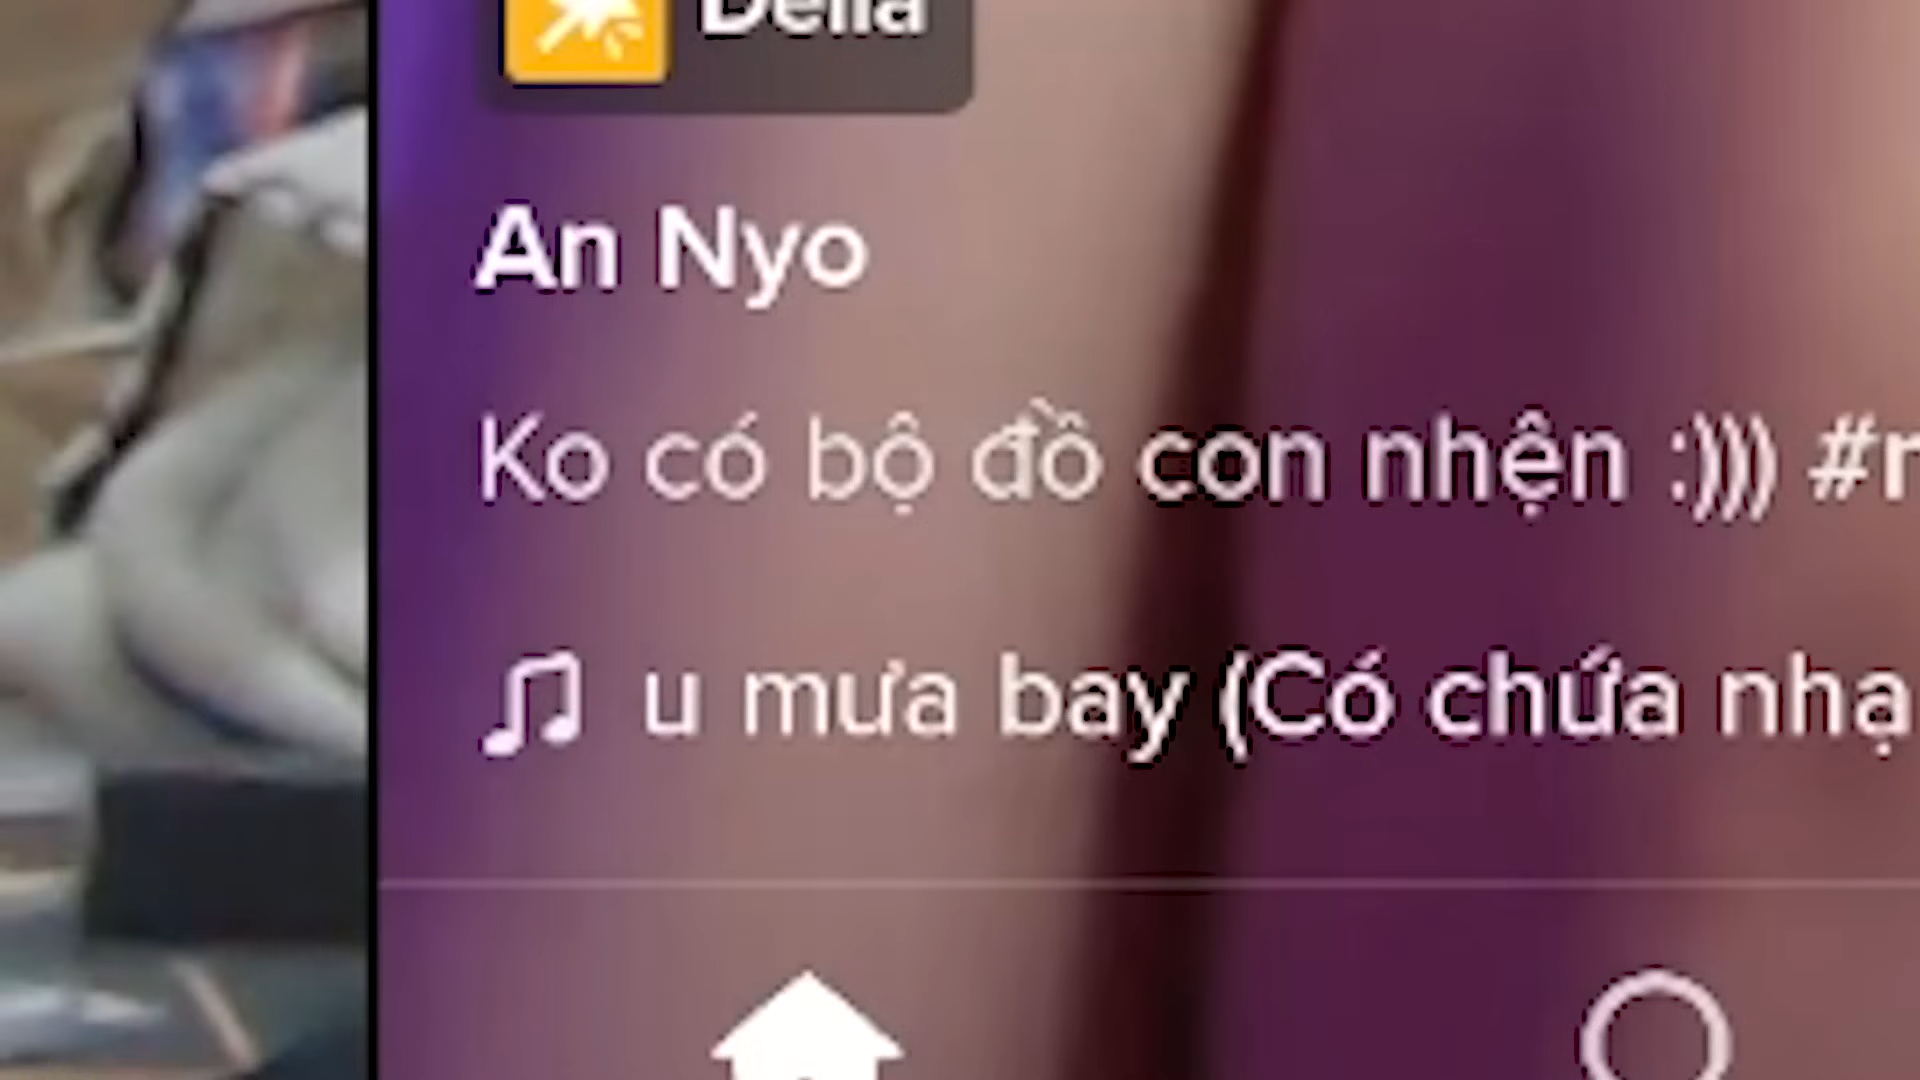 Della
An Nyo
Ko có bộ đồ con nhện :))) #r
u mưa bay (Có chứa nhạ